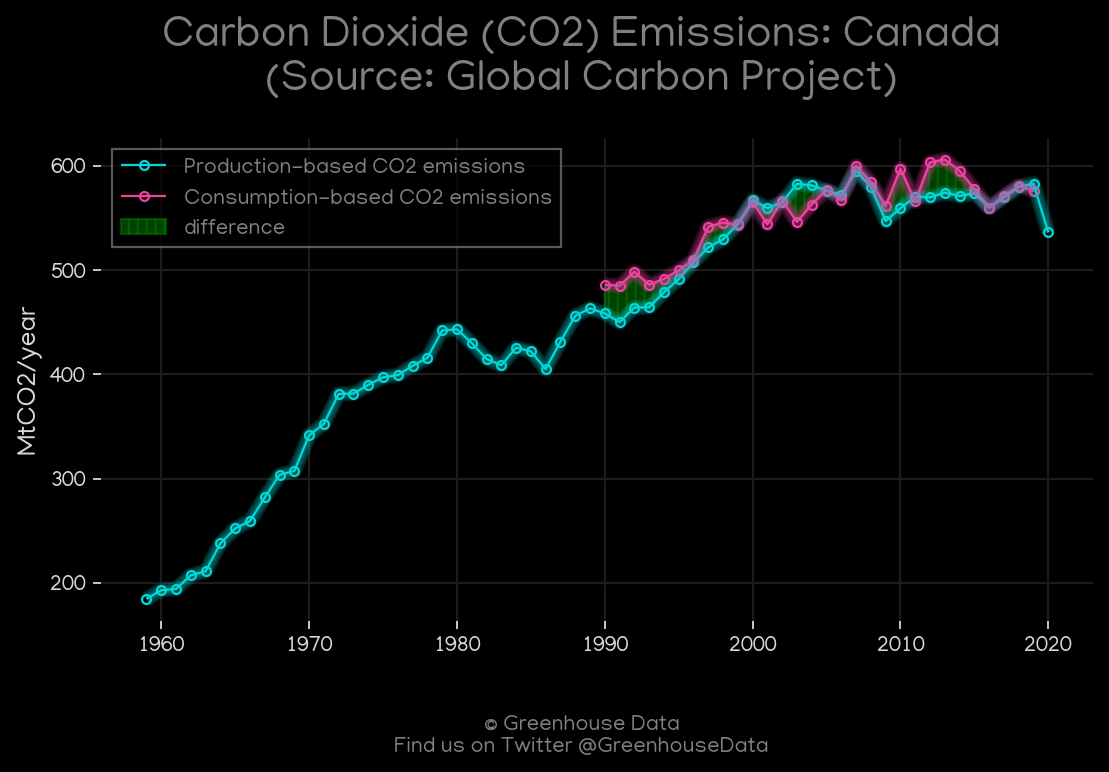 Carbon Dioxide (CO2) Emissions: Canada
(Source: Global Carbon Project)
Production-based CO2 emissions
Consumption-based CO2 emissions
difference
MtCO2/year
600
500
400
300
200
1960 1970 1980 1990 2000 2010 2020
© Greenhouse Data
Find us on Twitter @GreenhouseData